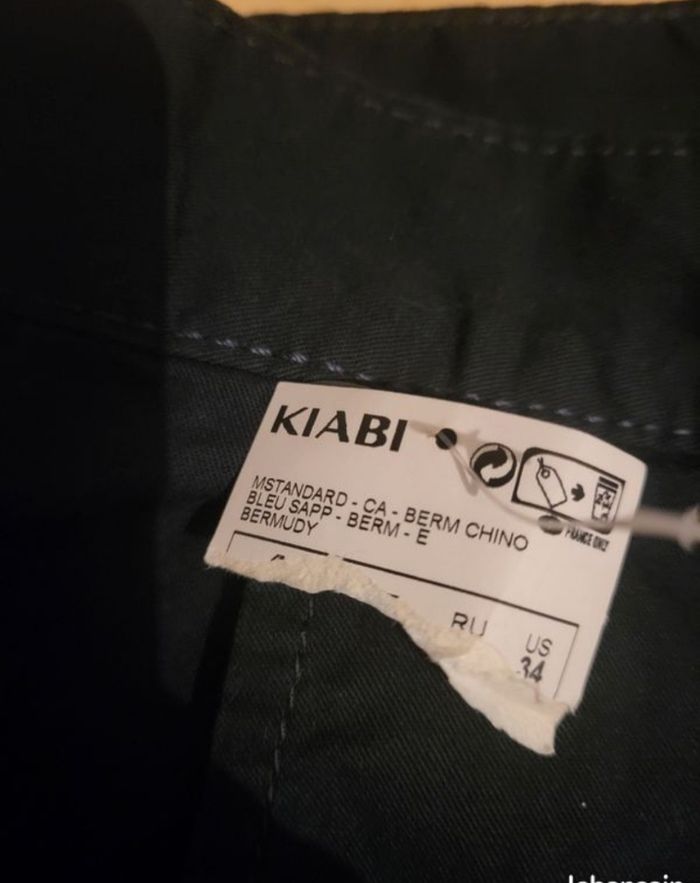 KIABI
MSTANDARD - CA - BERM CHINO
BLEU SAPP - BERM - E
BERMUDY
FRANCE ONLY
RU US
34